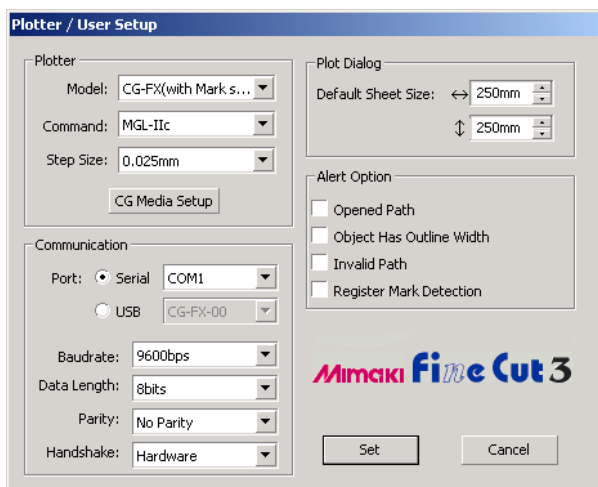 Plotter / User Setup
Plotter
Model: CG-FX(with Mark s...
Command: MGL-IIc
Step Size: 0.025mm
CG Media Setup
Communication
Port: Serial COM1
USB CG-FX-00
Baudrate: 9600bps
Data Length: 8bits
Parity: No Parity
Handshake: Hardware
Plot Dialog
Default Sheet Size: 250mm
250mm
Alert Option
Opened Path
Object Has Outline Width
Invalid Path
Register Mark Detection
Mimaki Fine Cut 3
Set Cancel